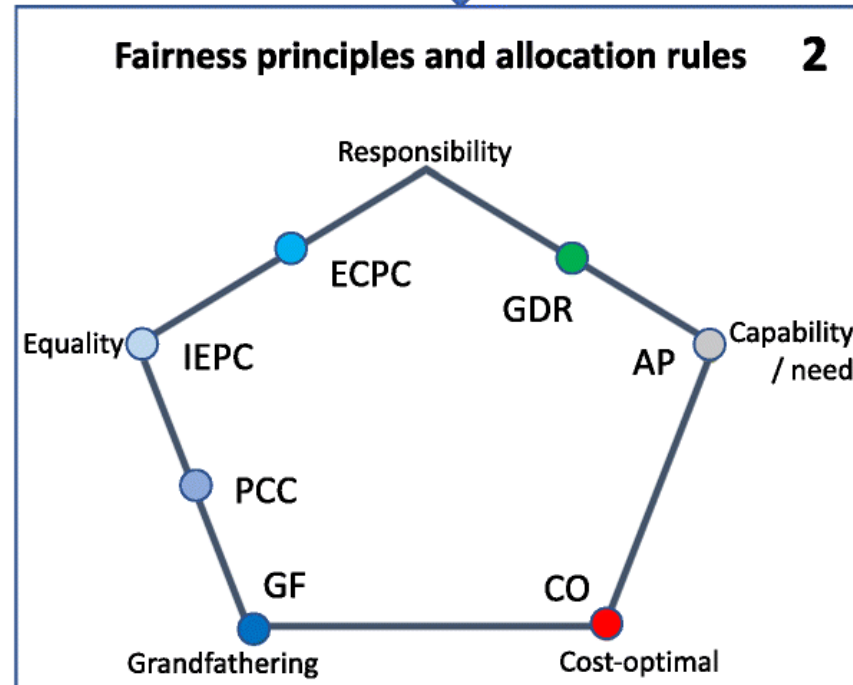 Fairness principles and allocation rules 2
Responsibility
ECPC
GDR
Equality
IEPC
AP
Capability
/ need
PCC
GF
CO
Grandfathering
Cost-optimal